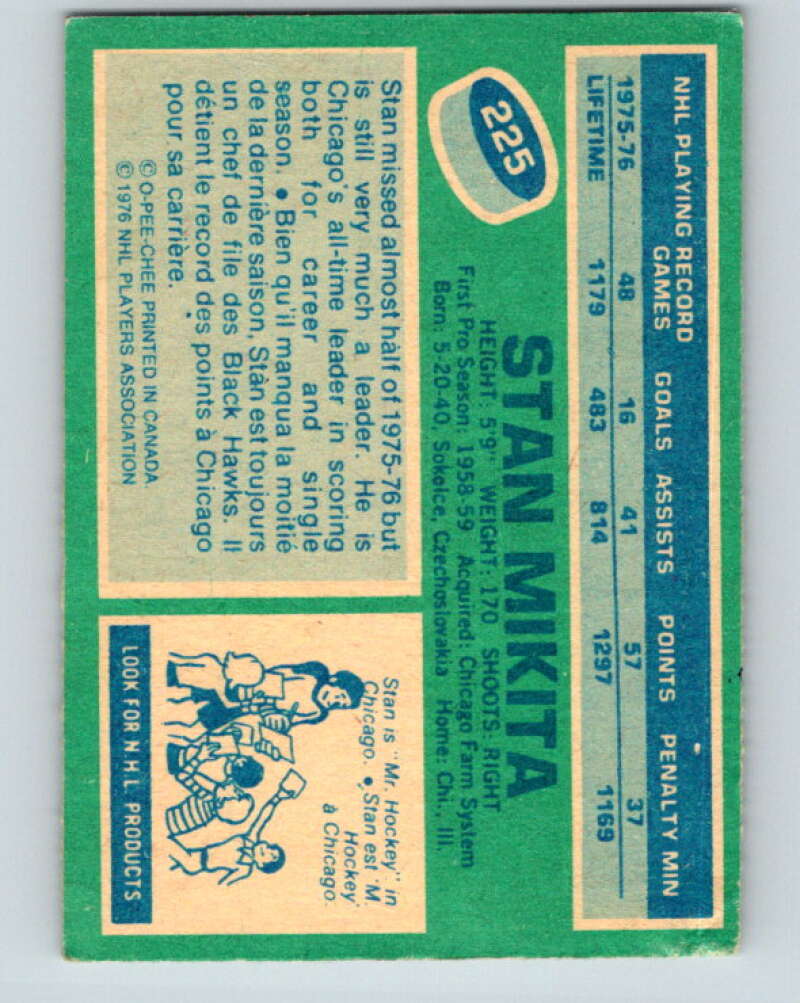 NHL PLAYING RECORD
GAMES GOALS ASSISTS POINTS PENALTY MIN
1975-76 48 16 41 57 37
LIFETIME 1179 483 814 1297 1169
225
STAN MIKITA
HEIGHT: 5'9" WEIGHT: 170 SHOOTS: RIGHT
First Pro Season: 1958-59 Acquired: Chicago Farm System
Born: 5-20-40, Sokolce, Czechoslovakia Home: Chi., Ill.
Stan missed almost half of 1975-76 but
is still very much a leader. He is
Chicago's all-time leader in scoring
both for career and single
season. • Bien qu'il manqua la moitié
de la dernière saison, Stan est toujours
un chef de file des Black Hawks. Il
détient le record des points à Chicago
pour sa carrière.
© O-PEE-CHEE PRINTED IN CANADA
© 1976 NHL PLAYERS ASSOCIATION
Stan is "Mr. Hockey" in
Chicago. • Stan est 'M.
Hockey'
à Chicago.
LOOK FOR N.H.L. PRODUCTS